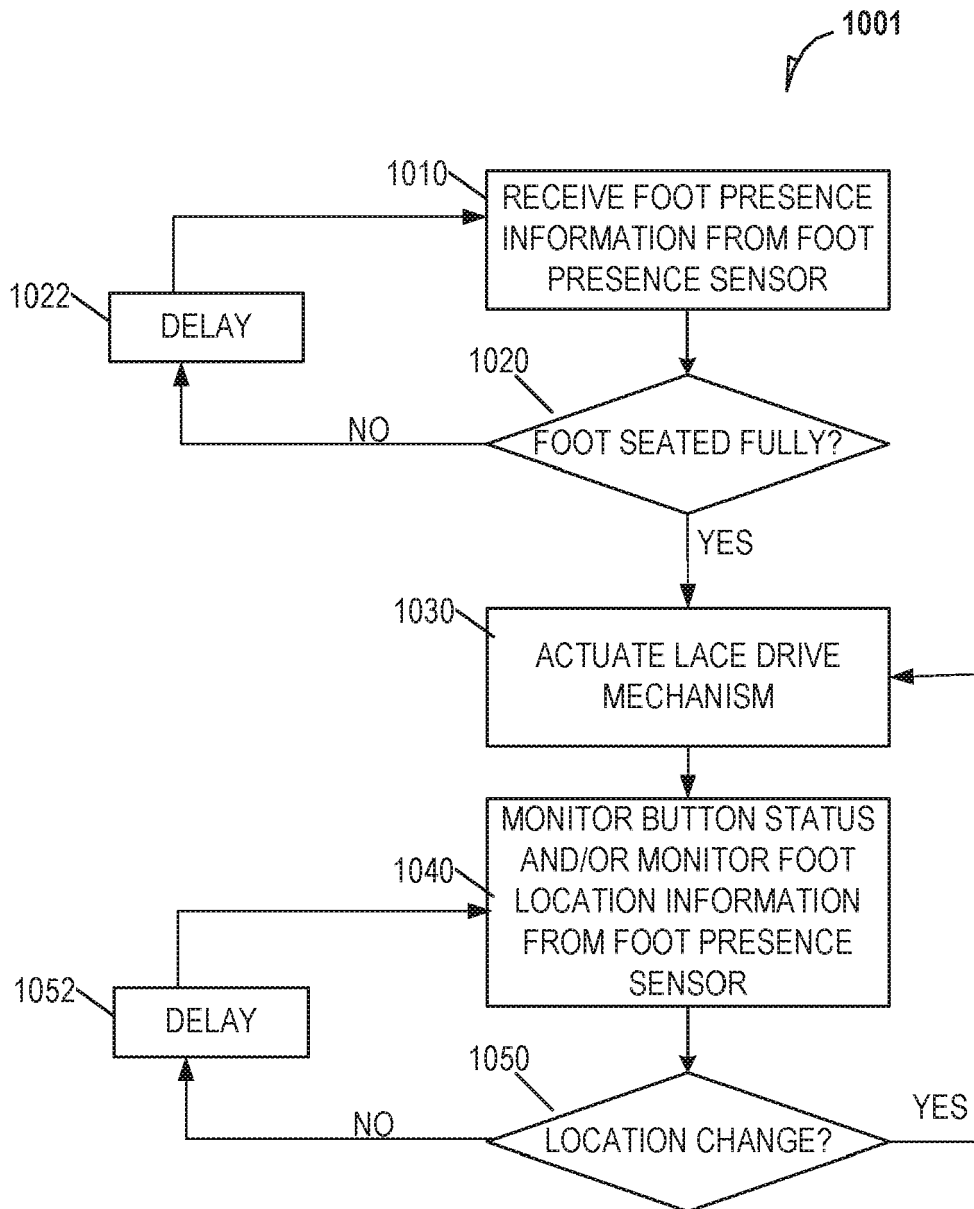 1001
1010
RECEIVE FOOT PRESENCE
INFORMATION FROM FOOT
PRESENCE SENSOR
1022
DELAY
1020
NO
FOOT SEATED FULLY?
YES
1030
ACTUATE LACE DRIVE
MECHANISM
MONITOR BUTTON STATUS
AND/OR MONITOR FOOT
1040
LOCATION INFORMATION
FROM FOOT PRESENCE
SENSOR
1052
DELAY
1050
NO
LOCATION CHANGE?
YES